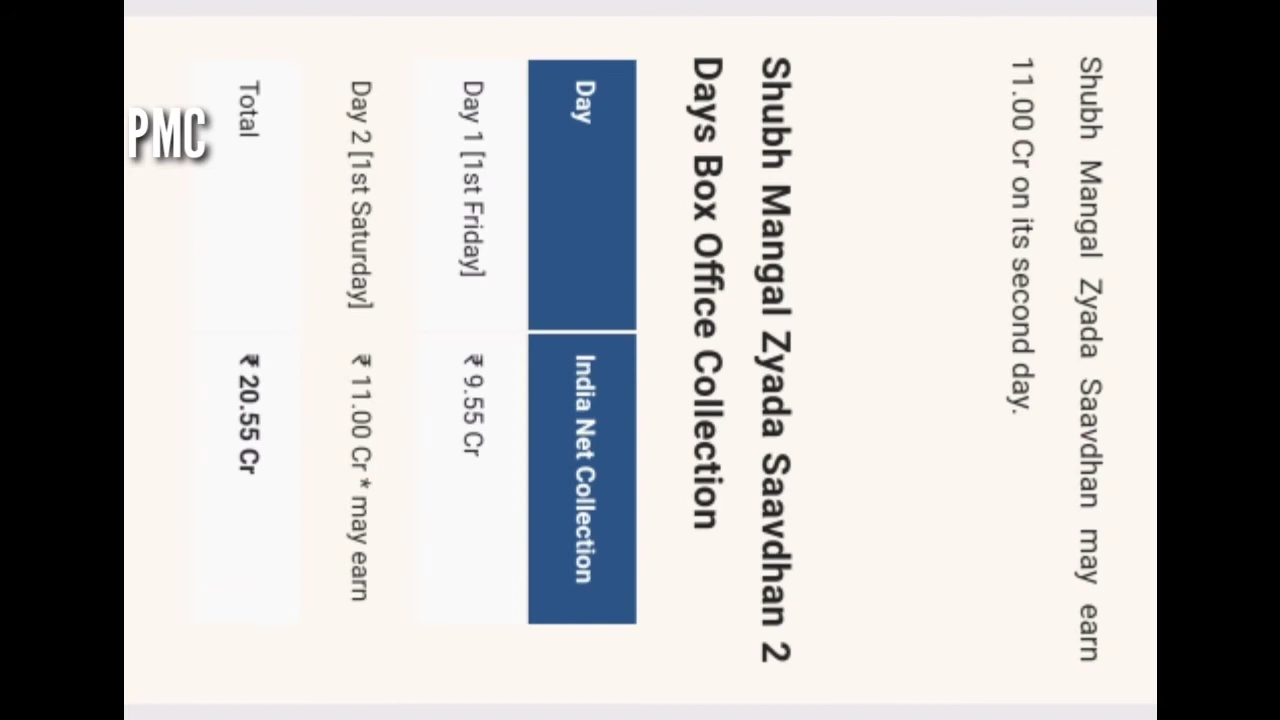 Shubh Mangal Zyada Saavdhan may earn
11.00 Cr on its second day.
Shubh Mangal Zyada Saavdhan 2
Days Box Office Collection
Day India Net Collection
Day 1 [1st Friday] ₹ 9.55 Cr
Day 2 [1st Saturday] ₹ 11.00 Cr * may earn
Total ₹ 20.55 Cr
PMC